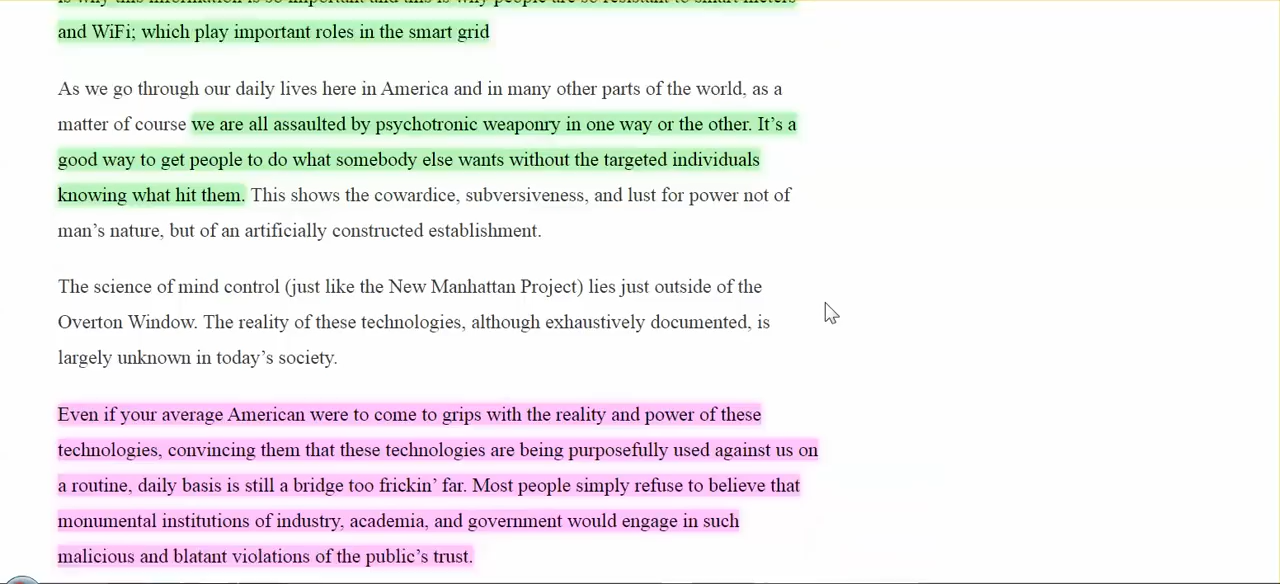 and WiFi; which play important roles in the smart grid
As we go through our daily lives here in America and in many other parts of the world, as a
matter of course we are all assaulted by psychotronic weaponry in one way or the other. It’s a
good way to get people to do what somebody else wants without the targeted individuals
knowing what hit them. This shows the cowardice, subversiveness, and lust for power not of
man’s nature, but of an artificially constructed establishment.
The science of mind control (just like the New Manhattan Project) lies just outside of the
Overton Window. The reality of these technologies, although exhaustively documented, is
largely unknown in today’s society.
Even if your average American were to come to grips with the reality and power of these
technologies, convincing them that these technologies are being purposefully used against us on
a routine, daily basis is still a bridge too frickin’ far. Most people simply refuse to believe that
monumental institutions of industry, academia, and government would engage in such
malicious and blatant violations of the public’s trust.